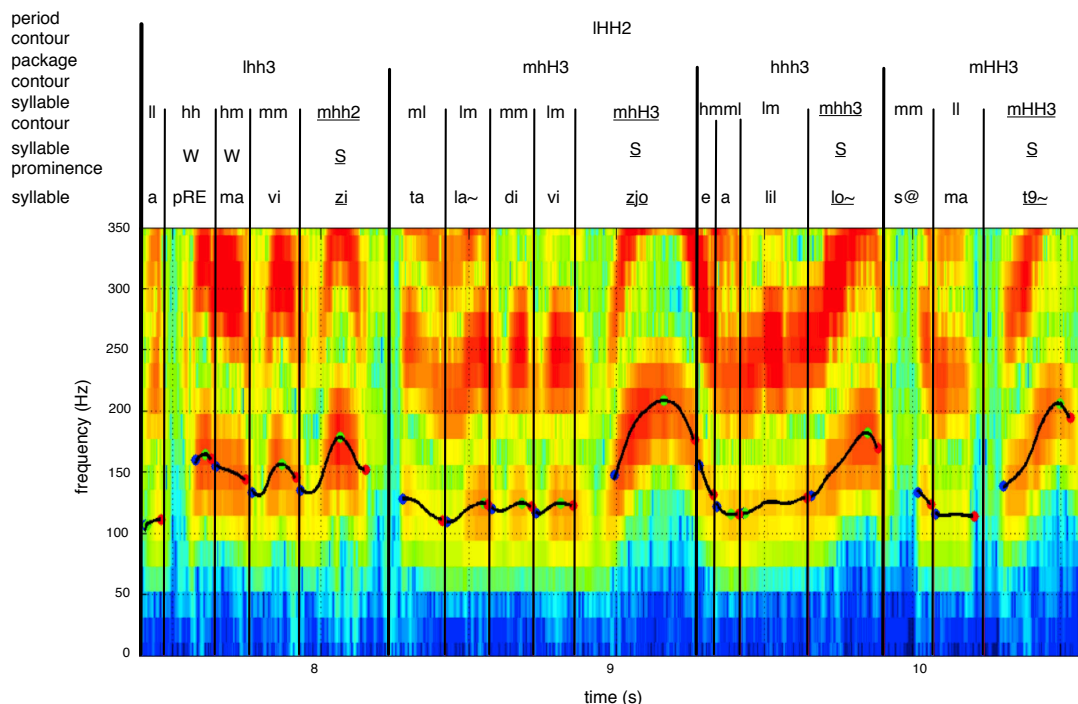 period
contour
lHH2
package
contour
lhh3 mhH3 hhh3 mHH3
syllable
contour
ll hh hm mm mhh2 ml lm mm lm mhH3 hm ml lm mhh3 mm ll mHH3
syllable
prominence
W W S S S S
syllable
a pRE ma vi zi ta la~ di vi zjo e a lil lo~ s@ ma t9~
350
300
250
200
150
100
50
0
frequency (Hz)
8 9 10
time (s)